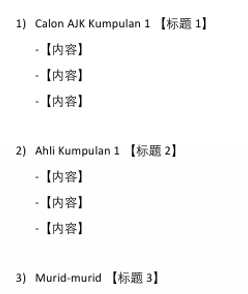 1) Calon AJK Kumpulan 1 【标题 1】
-【内容】
-【内容】
-【内容】
2) Ahli Kumpulan 1 【标题 2】
-【内容】
-【内容】
-【内容】
3) Murid-murid 【标题 3】